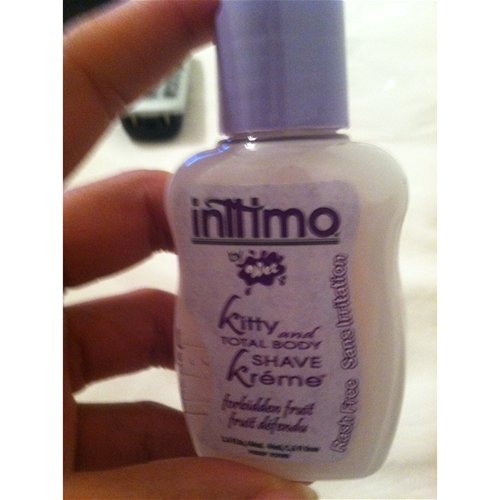 inttimo
by Wet
kitty and
TOTAL BODY
SHAVE
kréme
forbidden fruit
fruit défendu
Rash Free Sans Irritation